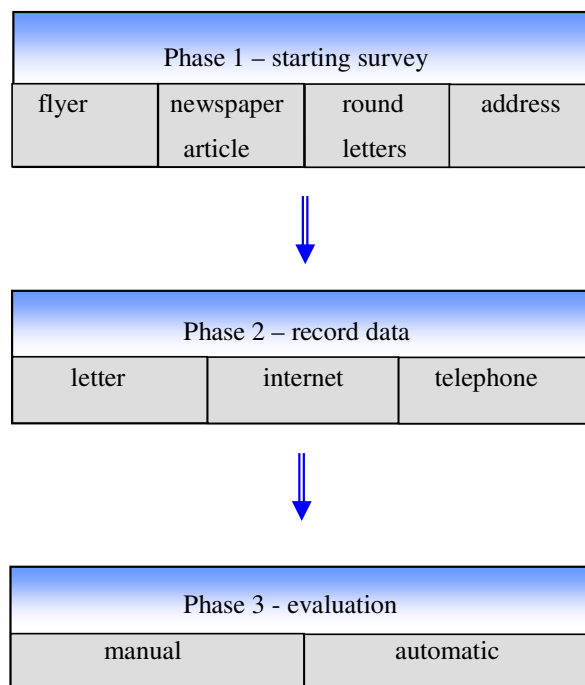 Phase 1 – starting survey
flyer
newspaper
article
round
letters
address
Phase 2 – record data
letter
internet
telephone
Phase 3 - evaluation
manual
automatic